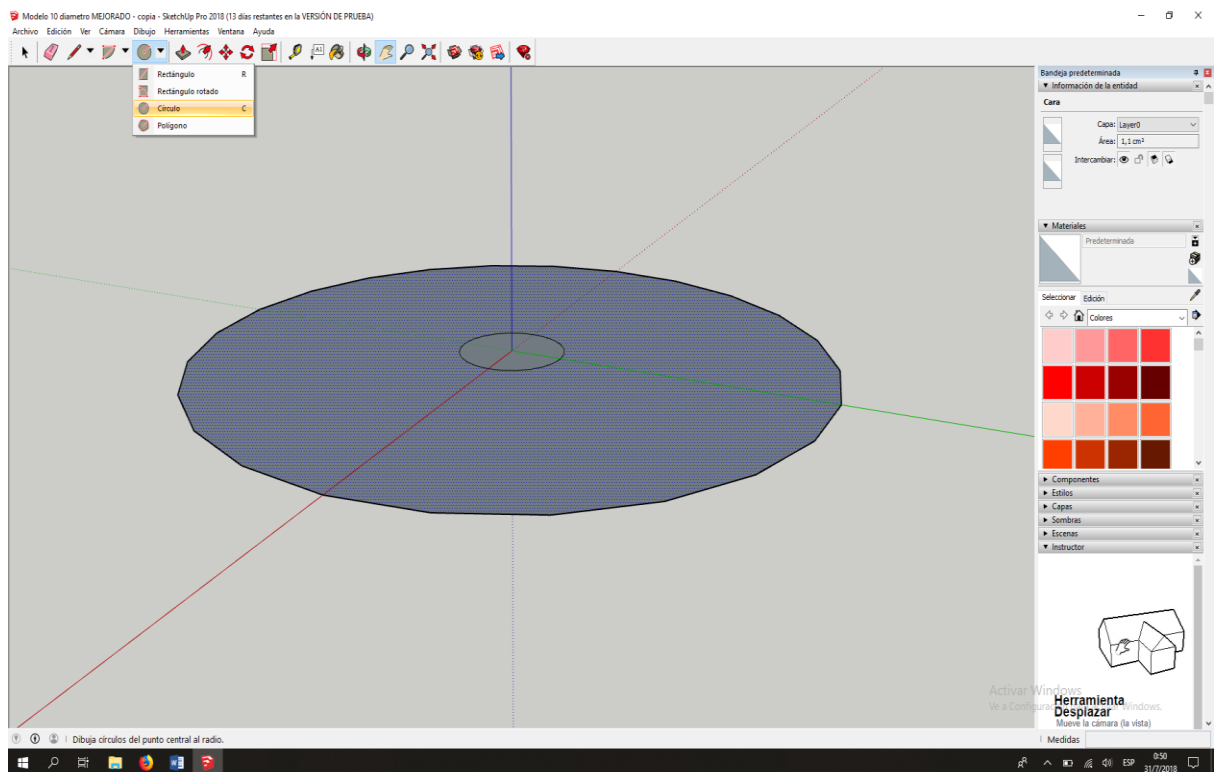 Modelo 10 diametro MEJORADO - copia - SketchUp Pro 2018 (13 días restantes en la VERSIÓN DE PRUEBA)
Archivo Edición Ver Cámara Dibujo Herramientas Ventana Ayuda
A1
Rectángulo R
Rectángulo rotado
Círculo C
Polígono
Bandeja predeterminada
Información de la entidad
Cara
Capa: Layer0
Área: 1,1 cm²
Intercambiar:
Materiales
Predeterminada
Seleccionar Edición
Colores
Componentes
Estilos
Capas
Sombras
Escenas
Instructor
Activar Windows
Ve a Windows.
Herramienta
Desplazar
Mueve la cámara (la vista)
Dibuja círculos del punto central al radio.
Medidas
ESP
0:50
31/7/2018